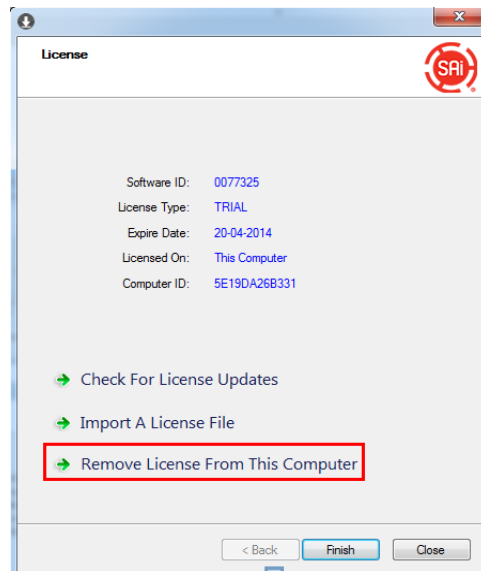 License
SAi
Software ID: 0077325
License Type: TRIAL
Expire Date: 20-04-2014
Licensed On: This Computer
Computer ID: 5E19DA26B331
Check For License Updates
Import A License File
Remove License From This Computer
< Back Finish Close